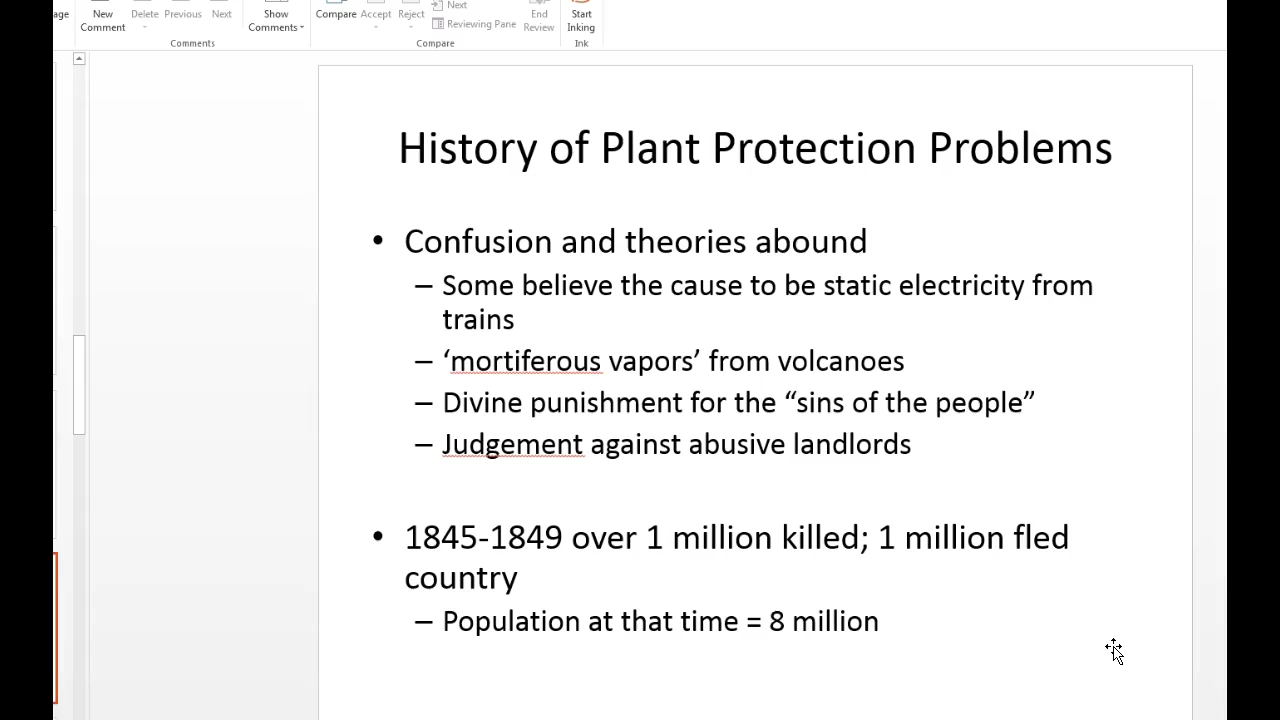 age
New
Comment
Delete
Previous
Next
Show
Comments
Comments
Compare
Accept
Reject
Next
Reviewing Pane
Compare
End
Review
Start
Inking
Ink
History of Plant Protection Problems
• Confusion and theories abound
– Some believe the cause to be static electricity from
trains
– ‘mortiferous vapors’ from volcanoes
– Divine punishment for the “sins of the people”
– Judgement against abusive landlords
• 1845-1849 over 1 million killed; 1 million fled
country
– Population at that time = 8 million